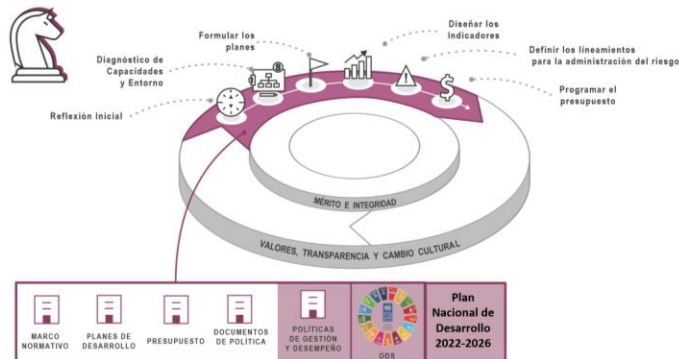 Diseñar los
Indicadores
Formular los
planes
Definir los lineamientos
para la administración del riesgo
Diagnóstico de
Capacidades
y Entorno
Programar el
presupuesto
Reflexión Inicial
MÉRITO E INTEGRIDAD
VALORES, TRANSPARENCIA Y CAMBIO CULTURAL
MARCO
NORMATIVO
PLANES DE
DESARROLLO
PRESUPUESTO
DOCUMENTOS
DE POLÍTICA
POLÍTICAS
DE GESTIÓN
Y DESEMPEÑO
ODS
Plan
Nacional de
Desarrollo
2022-2026